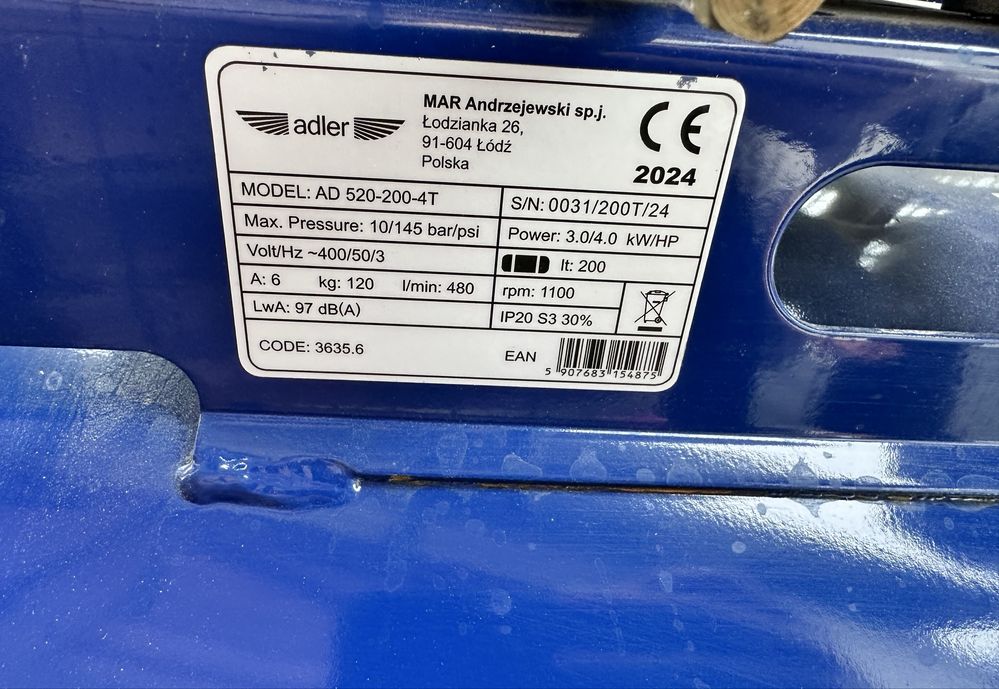 adler
MAR Andrzejewski sp.j.
Łodzianka 26,
91-604 Łódź
Polska
CE
2024
MODEL: AD 520-200-4T
S/N: 0031/200T/24
Max. Pressure: 10/145 bar/psi
Power: 3.0/4.0 kW/HP
Volt/Hz ~400/50/3
lt: 200
A: 6 kg: 120 l/min: 480
rpm: 1100
LwA: 97 dB(A)
IP20 S3 30%
CODE: 3635.6
EAN
5 907683 154875